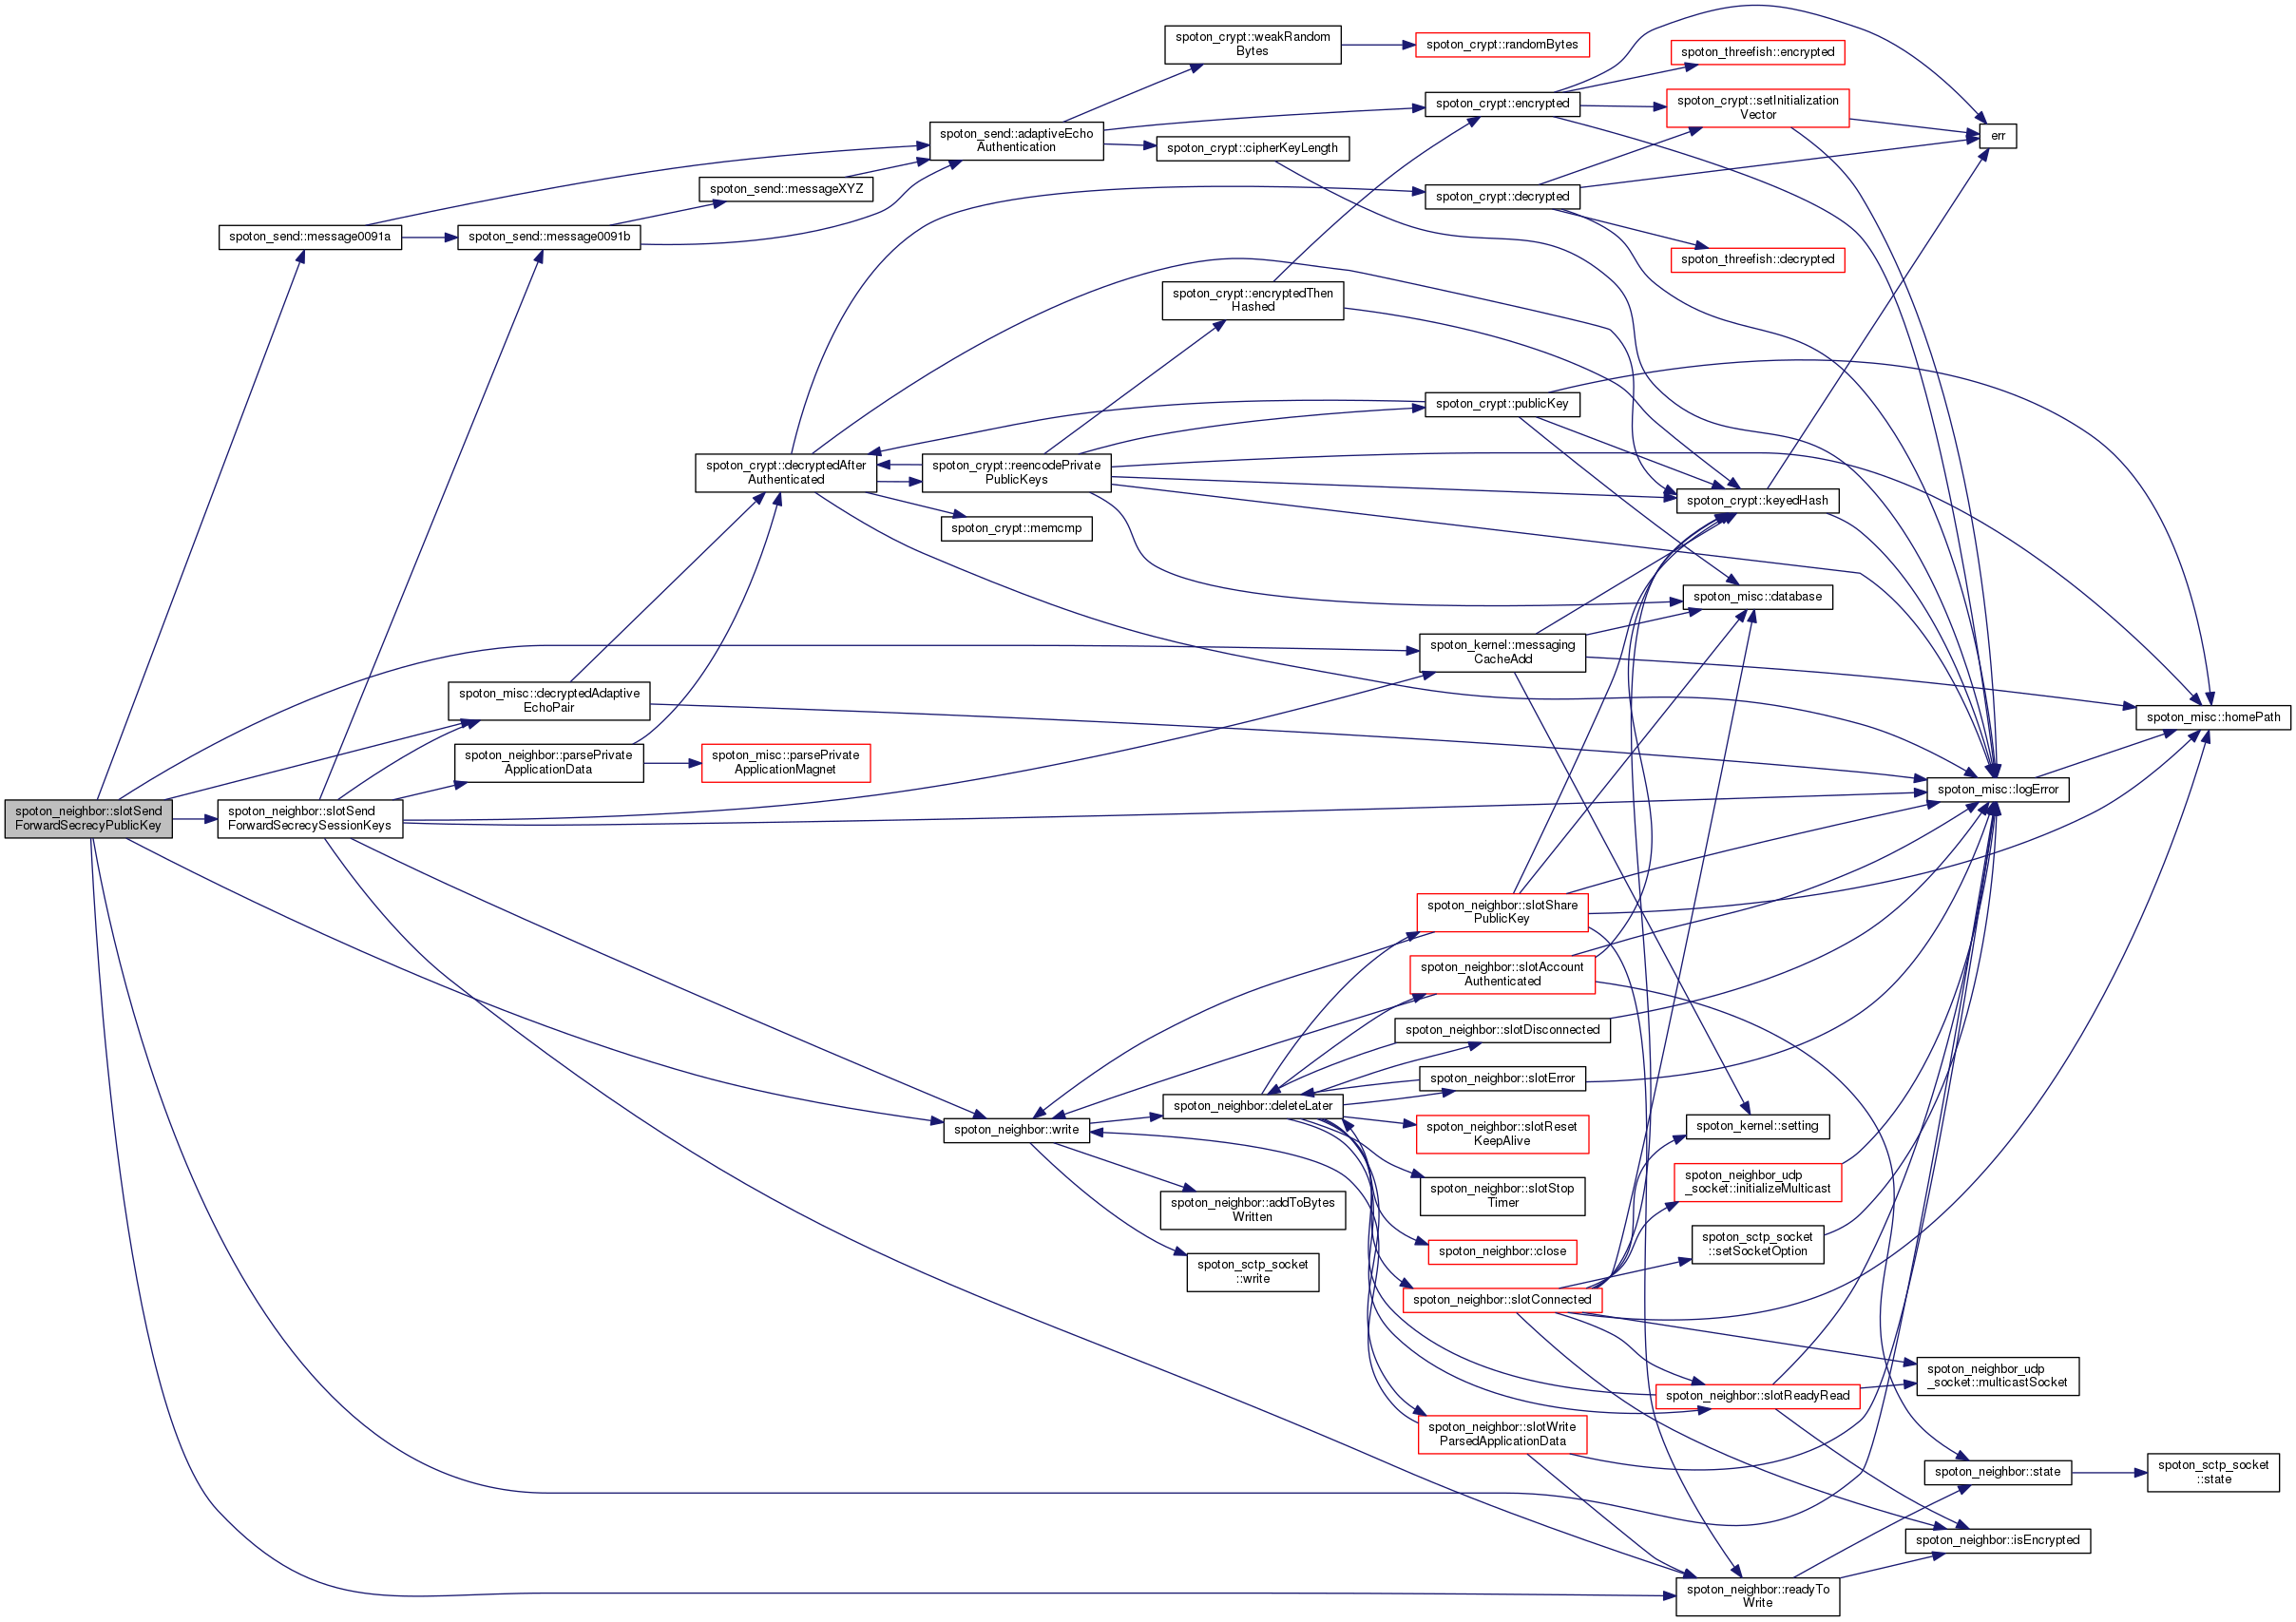 spoton_crypt::weakRandom
Bytes
spoton_crypt::randomBytes
spoton_threefish::encrypted
spoton_crypt::encrypted
spoton_crypt::setInitialization
Vector
err
spoton_send::adaptiveEcho
Authentication
spoton_crypt::cipherKeyLength
spoton_send::messageXYZ
spoton_crypt::decrypted
spoton_send::message0091a
spoton_send::message0091b
spoton_threefish::decrypted
spoton_crypt::encryptedThen
Hashed
spoton_crypt::publicKey
spoton_crypt::decryptedAfter
Authenticated
spoton_crypt::reencodePrivate
PublicKeys
spoton_crypt::keyedHash
spoton_crypt::memcmp
spoton_misc::database
spoton_kernel::messaging
CacheAdd
spoton_misc::decryptedAdaptive
EchoPair
spoton_misc::homePath
spoton_neighbor::parsePrivate
ApplicationData
spoton_misc::parsePrivate
ApplicationMagnet
spoton_misc::logError
spoton_neighbor::slotSend
ForwardSecrecyPublicKey
spoton_neighbor::slotSend
ForwardSecrecySessionKeys
spoton_neighbor::slotShare
PublicKey
spoton_neighbor::slotAccount
Authenticated
spoton_neighbor::slotDisconnected
spoton_neighbor::slotError
spoton_neighbor::deleteLater
spoton_neighbor::write
spoton_neighbor::slotReset
KeepAlive
spoton_kernel::setting
spoton_neighbor_udp
_socket::initializeMulticast
spoton_neighbor::slotStop
Timer
spoton_neighbor::addToBytes
Written
spoton_sctp_socket
::setSocketOption
spoton_neighbor::close
spoton_sctp_socket
::write
spoton_neighbor::slotConnected
spoton_neighbor_udp
_socket::multicastSocket
spoton_neighbor::slotReadyRead
spoton_neighbor::slotWrite
ParsedApplicationData
spoton_neighbor::state
spoton_sctp_socket
::state
spoton_neighbor::isEncrypted
spoton_neighbor::readyTo
Write